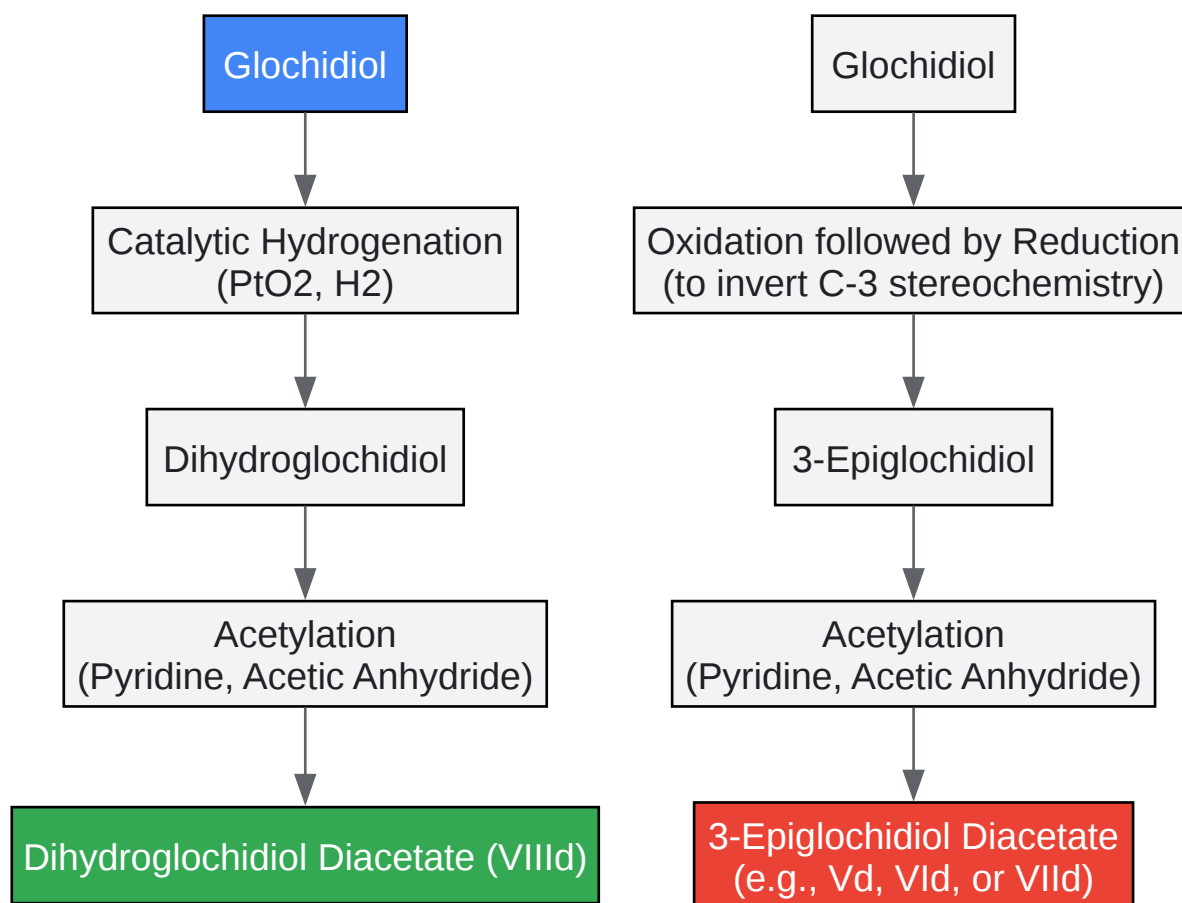 Glochidiol
Catalytic Hydrogenation
(PtO2, H2)
Dihydroglochidiol
Acetylation
(Pyridine, Acetic Anhydride)
Dihydroglochidiol Diacetate (VIIId)
Glochidiol
Oxidation followed by Reduction
(to invert C-3 stereochemistry)
3-Epiglochidiol
Acetylation
(Pyridine, Acetic Anhydride)
3-Epiglochidiol Diacetate
(e.g., Vd, VId, or VIId)